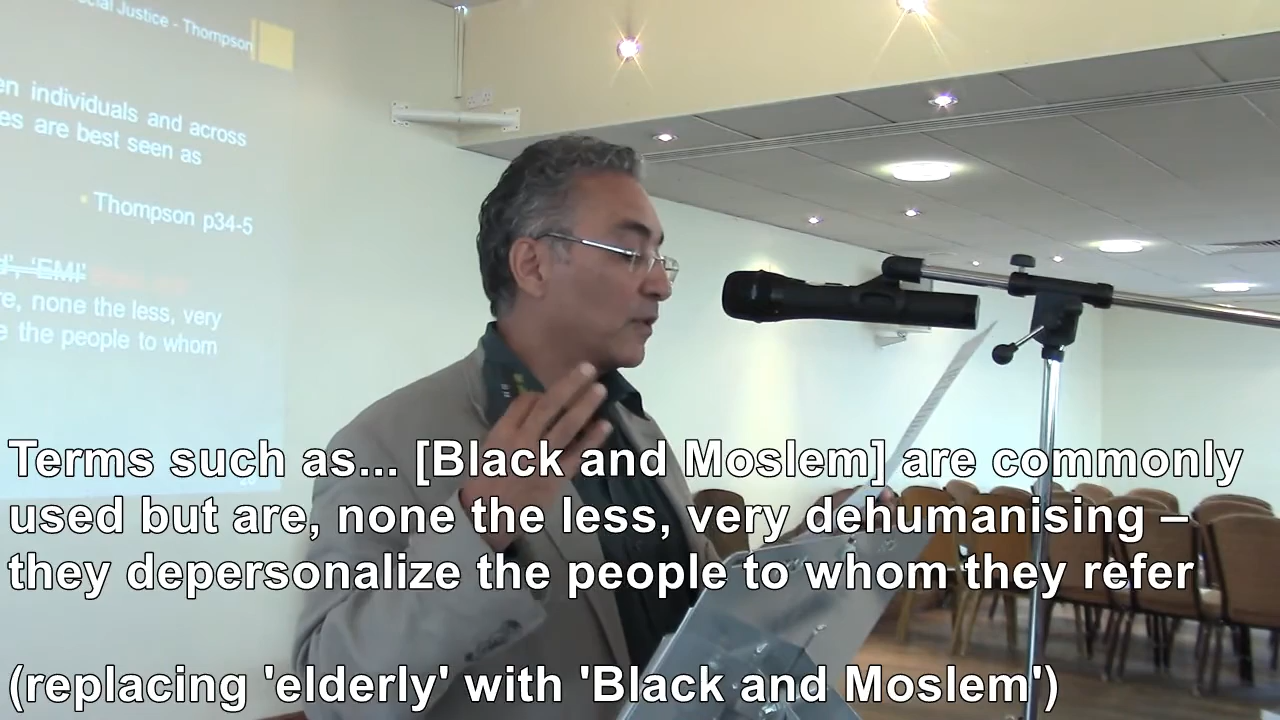 cial Justice - Thompson
en individuals and across
es are best seen as
Thompson p34-5
d', 'EMI'
re, none the less, very
e the people to whom
Terms such as... [Black and Moslem] are commonly
used but are, none the less, very dehumanising –
they depersonalize the people to whom they refer
(replacing 'elderly' with 'Black and Moslem')